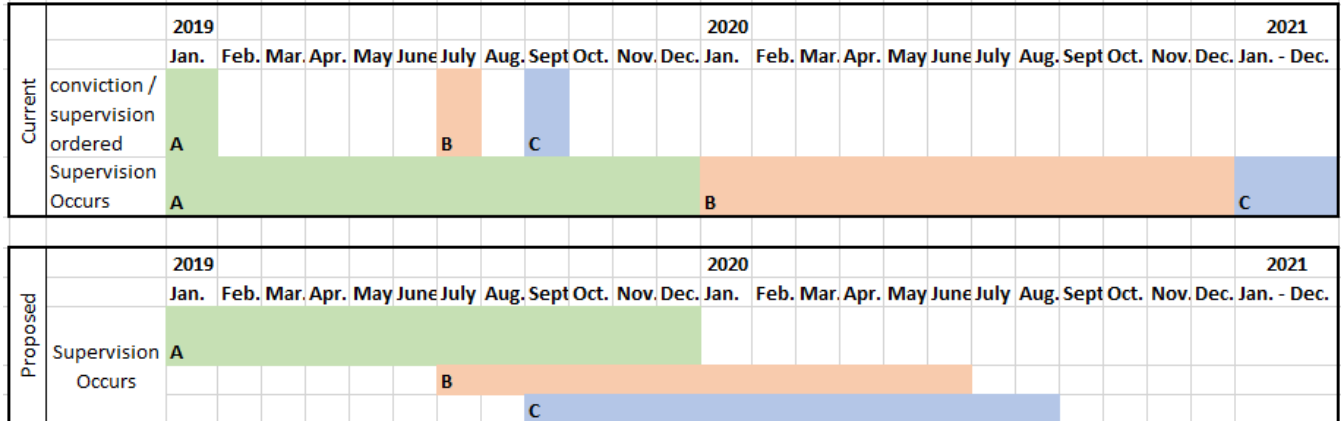 2019 2020 2021
Jan. Feb. Mar. Apr. May June July Aug. Sept Oct. Nov. Dec. Jan. Feb. Mar. Apr. May June July Aug. Sept Oct. Nov. Dec. Jan. - Dec.
Current
conviction /
supervision
ordered A B C
Supervision
Occurs A B C
2019 2020 2021
Jan. Feb. Mar. Apr. May June July Aug. Sept Oct. Nov. Dec. Jan. Feb. Mar. Apr. May June July Aug. Sept Oct. Nov. Dec. Jan. - Dec.
Proposed
Supervision A
Occurs B
C